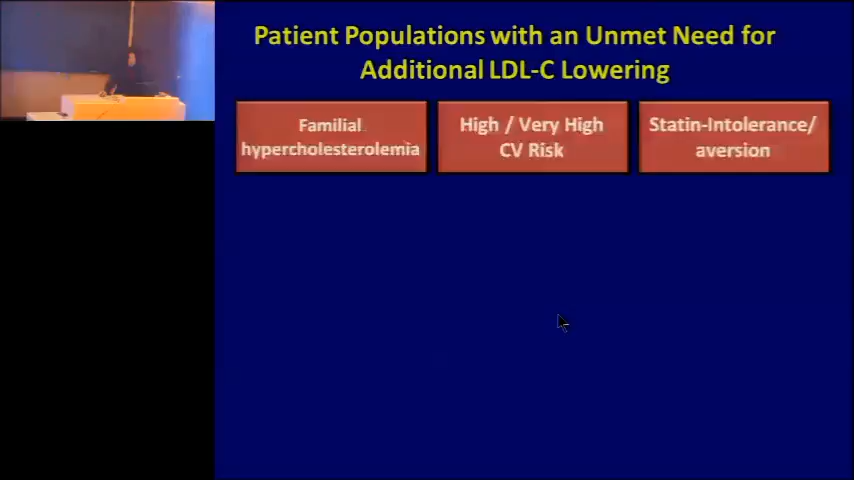 Patient Populations with an Unmet Need for
Additional LDL-C Lowering
Familial
hypercholesterolemia
High / Very High
CV Risk
Statin-Intolerance/
aversion